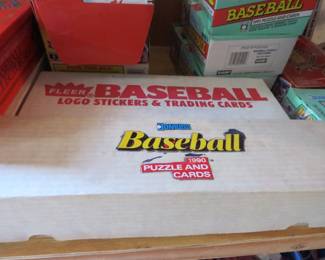 BASEBALL
FLEER BASEBALL
LOGO STICKERS & TRADING CARDS
DONRUSS
Baseball
1990
PUZZLE AND
CARDS